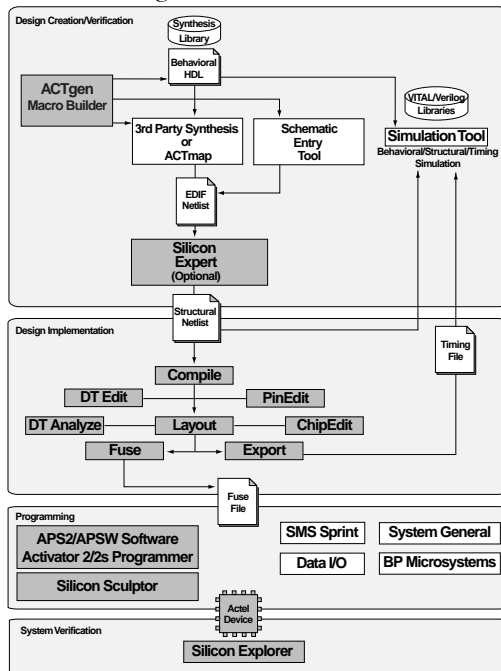 Design Creation/Verification
Synthesis
Library
Behavioral
HDL
ACTgen
Macro Builder
VITAL/Verilog
Libraries
3rd Party Synthesis
or
ACTmap
Schematic
Entry
Tool
Simulation Tool
Behavioral/Structural/Timing
Simulation
EDIF
Netlist
Silicon
Expert
(Optional)
Structural
Netlist
Design Implementation
Timing
File
Compile
DT Edit
PinEdit
DT Analyze
Layout
ChipEdit
Fuse
Export
Fuse
File
Programming
APS2/APSW Software
Activator 2/2s Programmer
Silicon Sculptor
SMS Sprint
System General
Data I/O
BP Microsystems
Actel
Device
System Verification
Silicon Explorer